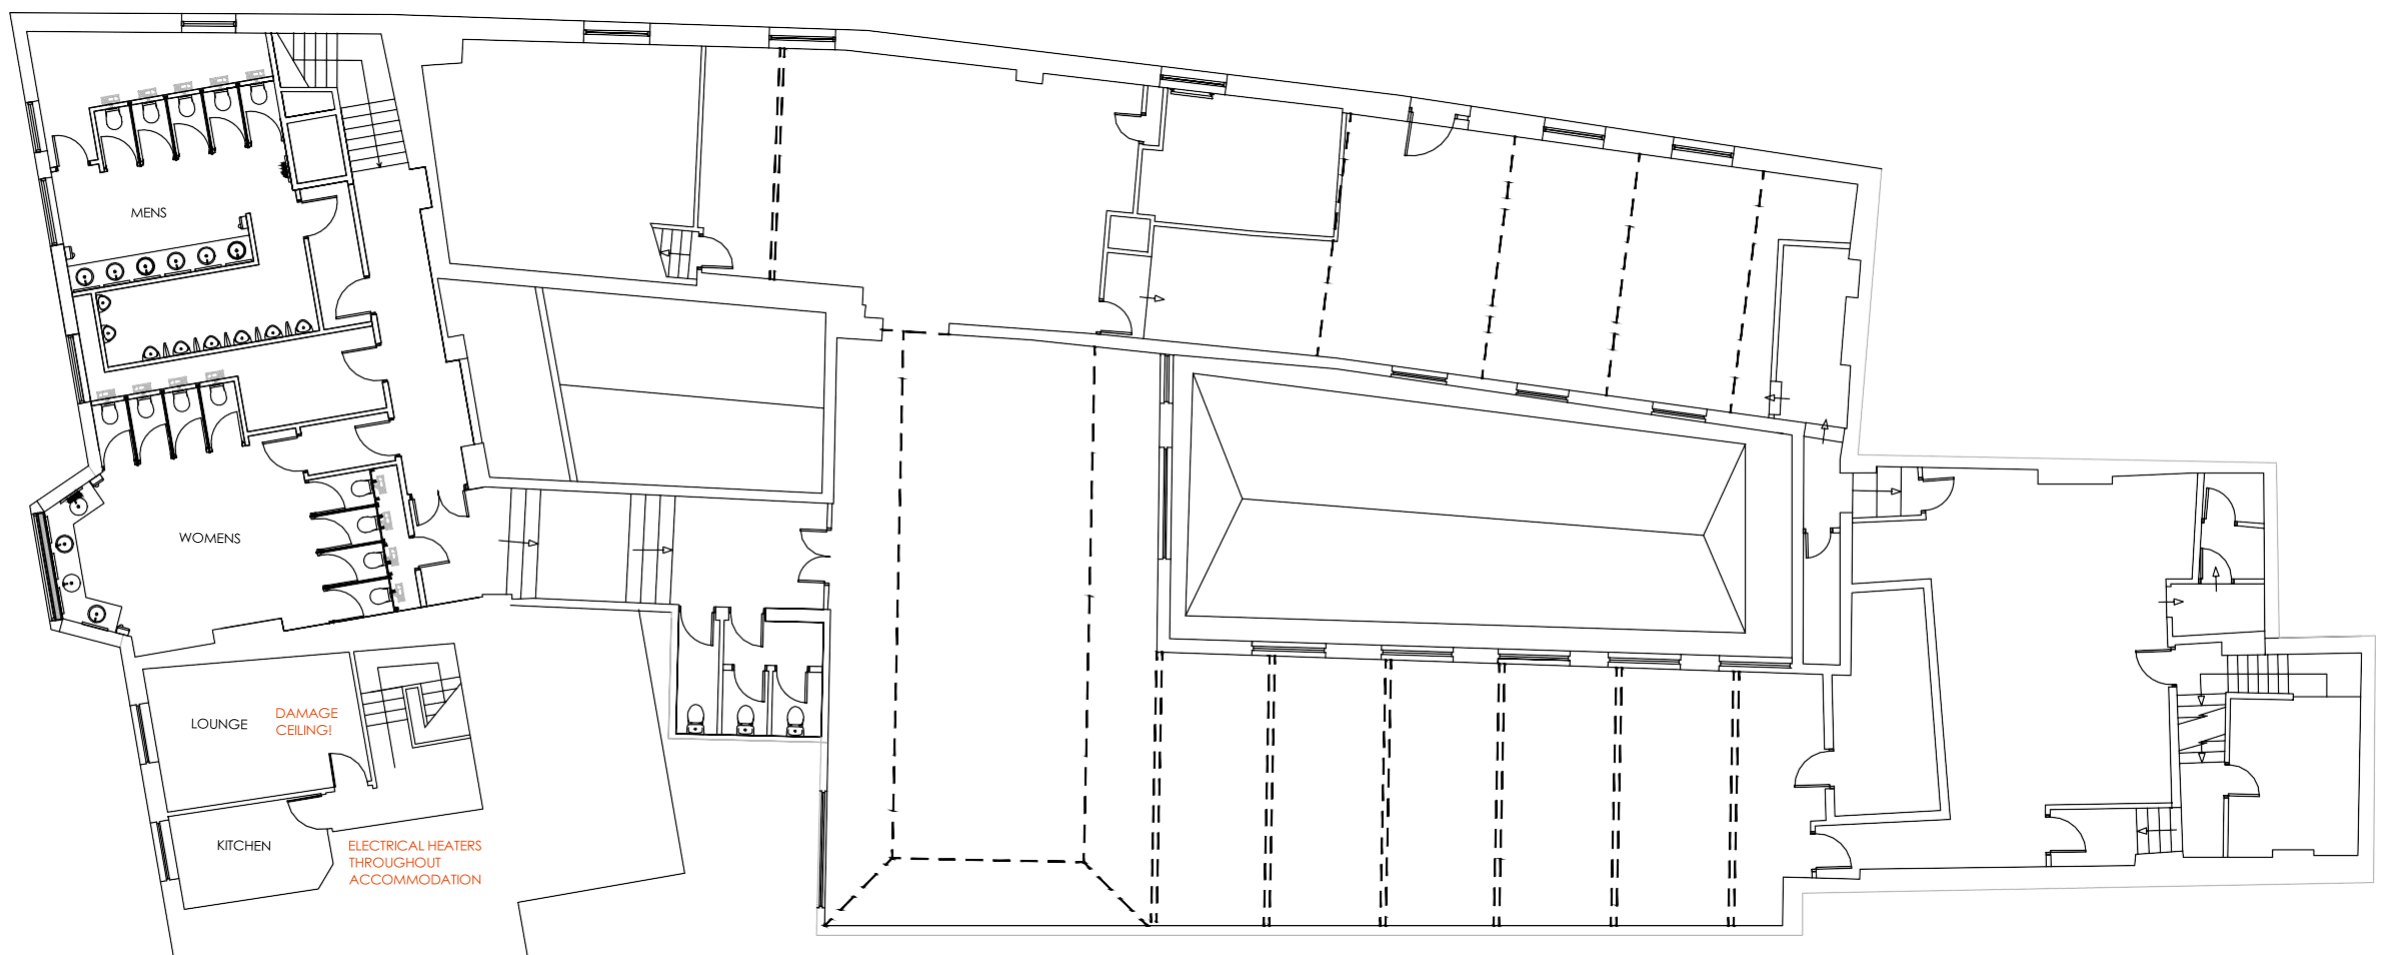 MENS
WOMENS
LOUNGE
DAMAGE
CEILING!
KITCHEN
ELECTRICAL HEATERS
THROUGHOUT
ACCOMMODATION